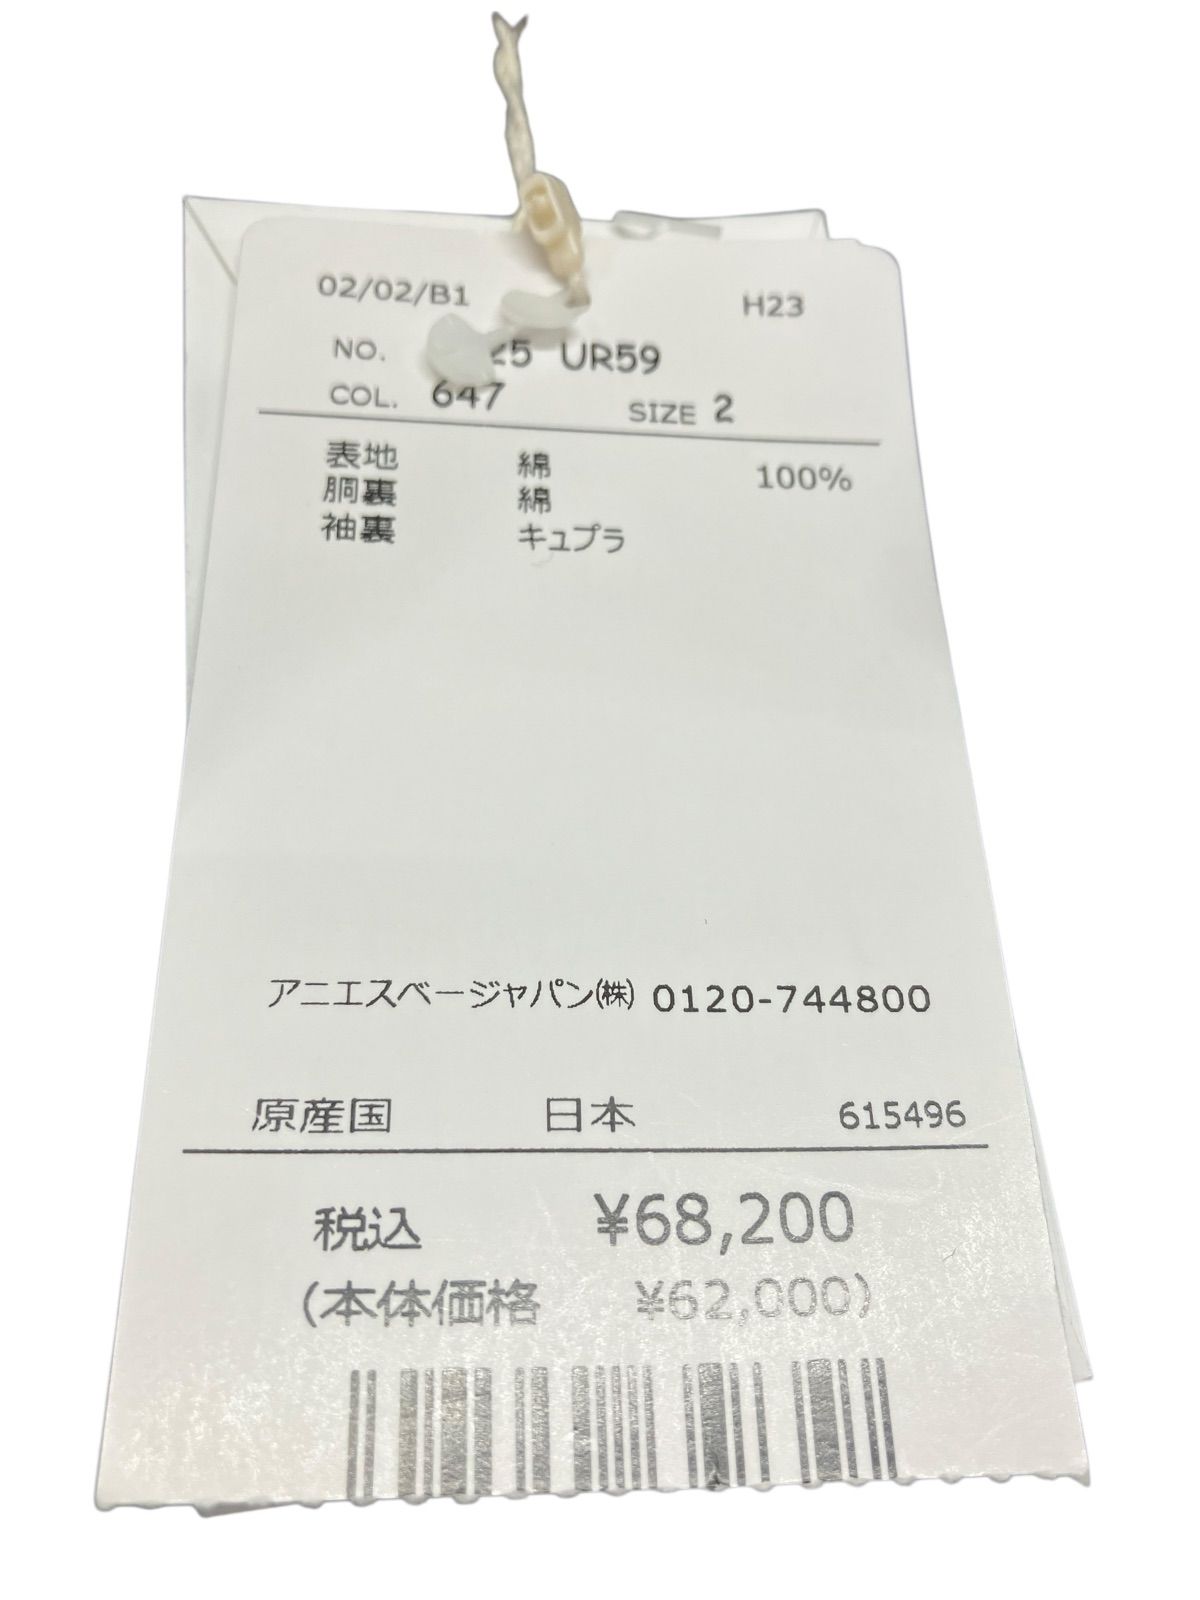 02/02/B1 H23
NO. 25 UR59
COL. 647 SIZE 2
表地 綿 100%
胴裏 綿
袖裏 キュプラ
アニエスベージャパン㈱ 0120-744800
原産国 日本 615496
税込 ¥68,200
(本体価格 ¥62,000)